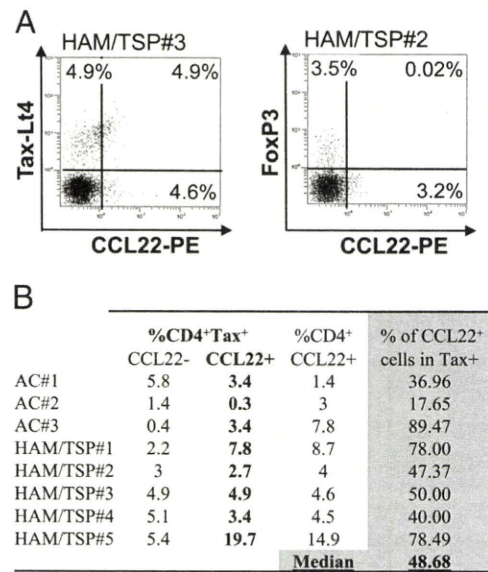 A
HAM/TSP#3
4.9% 4.9%
4.6%
Tax-Lt4
CCL22-PE
HAM/TSP#2
3.5% 0.02%
3.2%
FoxP3
CCL22-PE
B
%CD4+Tax+ %CD4+ % of CCL22+
CCL22- CCL22+ CCL22+ cells in Tax+
AC#1 5.8 3.4 1.4 36.96
AC#2 1.4 0.3 3 17.65
AC#3 0.4 3.4 7.8 89.47
HAM/TSP#1 2.2 7.8 8.7 78.00
HAM/TSP#2 3 2.7 4 47.37
HAM/TSP#3 4.9 4.9 4.6 50.00
HAM/TSP#4 5.1 3.4 4.5 40.00
HAM/TSP#5 5.4 19.7 14.9 78.49
Median 48.68